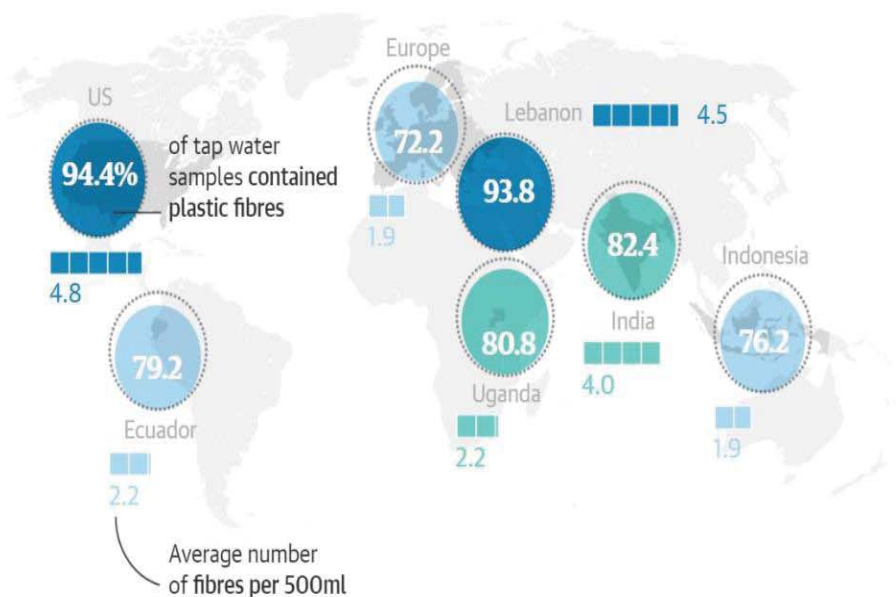 US
94.4%
of tap water
samples contained
plastic fibres
4.8
Europe
72.2
1.9
Lebanon 4.5
93.8
82.4
India
4.0
Indonesia
76.2
1.9
79.2
Ecuador
2.2
80.8
Uganda
2.2
Average number
of fibres per 500ml